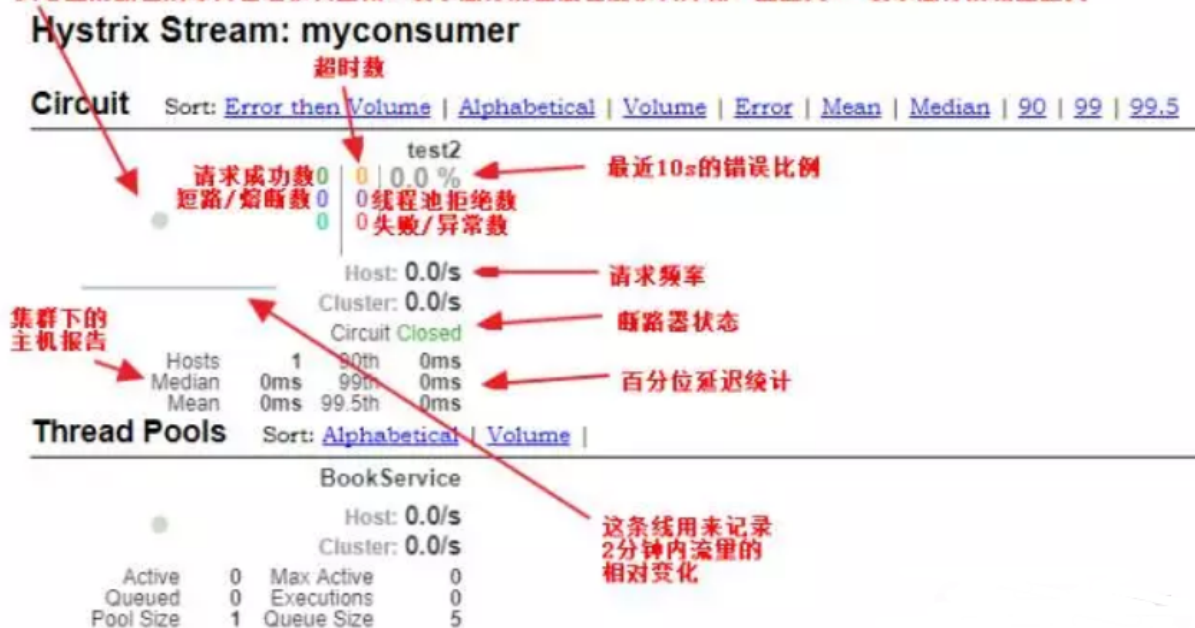 Hystrix Stream: myconsumer
超时数
Circuit Sort: Error then Volume | Alphabetical | Volume | Error | Mean | Median | 90 | 99 | 99.5
test2
请求成功数0 0 0.0 % 最近10s的错误比例
短路/熔断数0 0线程池拒绝数
0 0失败/异常数
Host: 0.0/s 请求频率
Cluster: 0.0/s
Circuit Closed 断路器状态
集群下的
主机报告
Hosts 1 90th 0ms
Median 0ms 99th 0ms 百分位延迟统计
Mean 0ms 99.5th 0ms
Thread Pools Sort: Alphabetical | Volume |
BookService
Host: 0.0/s
Cluster: 0.0/s
这条线用来记录
2分钟内流里的
相对变化
Active 0 Max Active 0
Queued 0 Executions 0
Pool Size 1 Queue Size 5